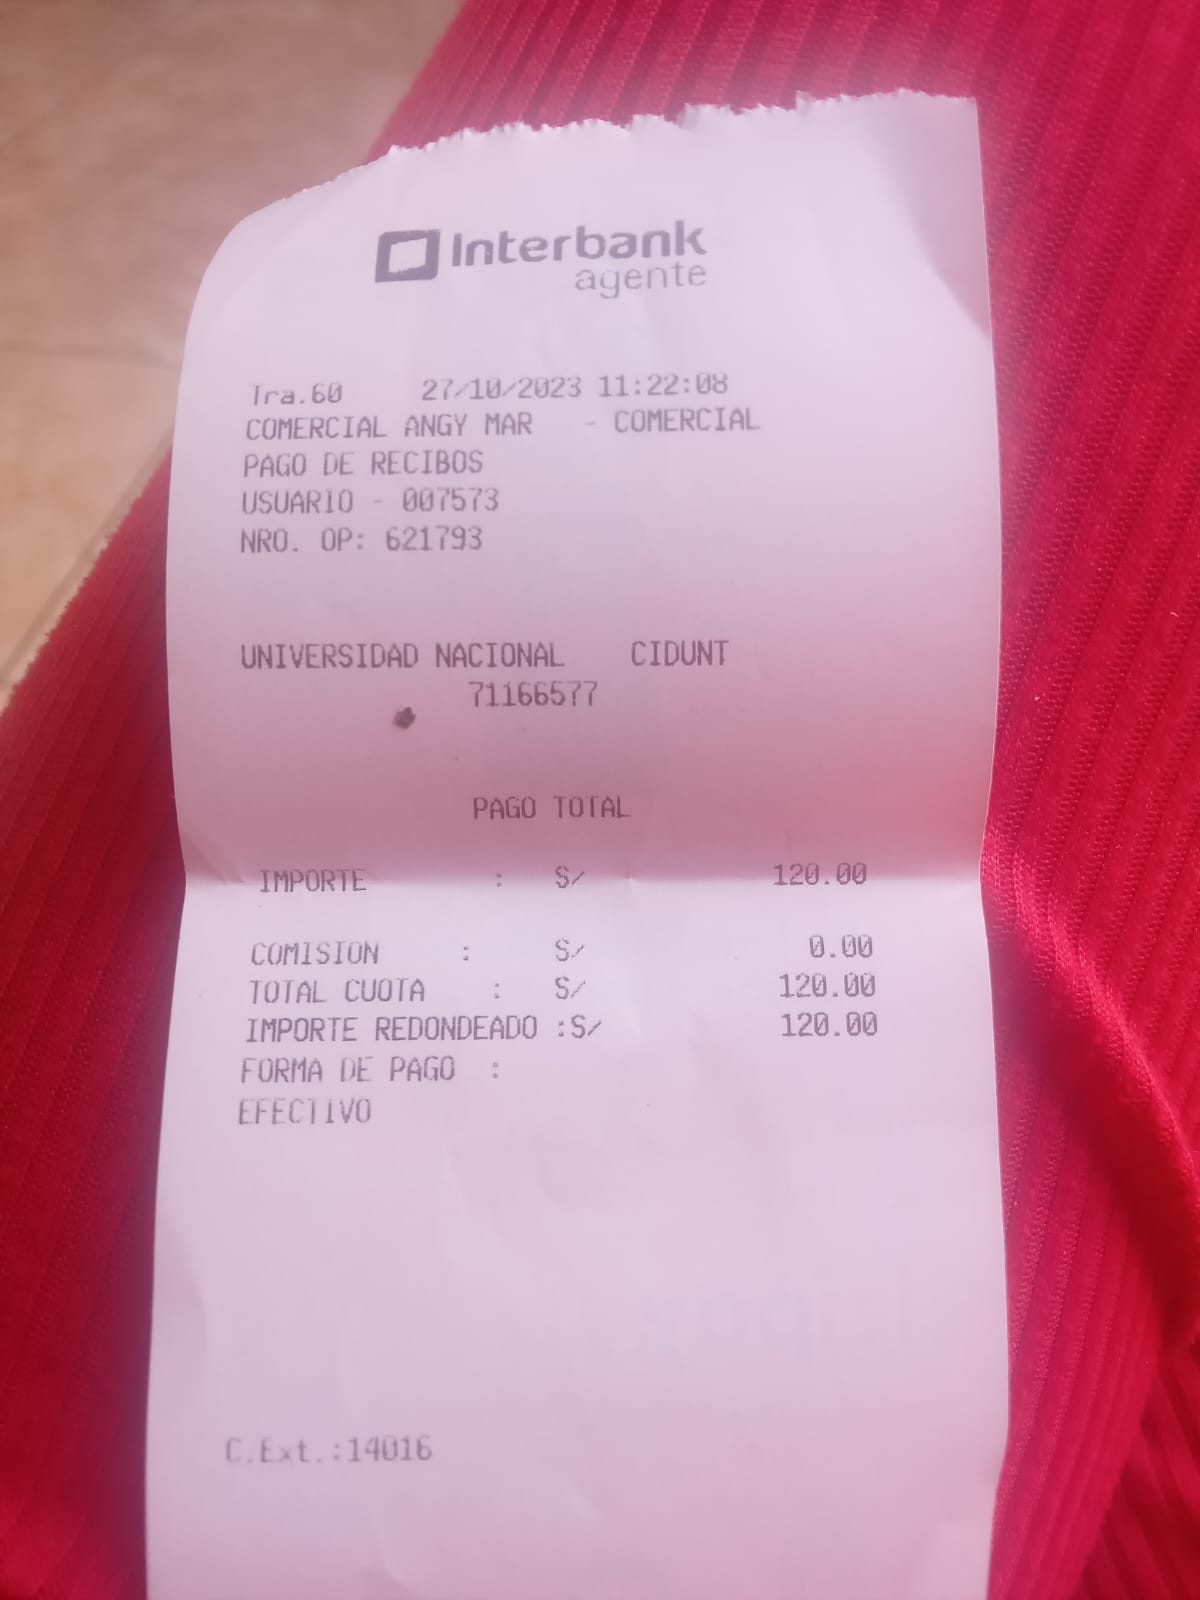 Interbank
agente
Tra.60 27/10/2023 11:22:08
COMERCIAL ANGY MAR - COMERCIAL
PAGO DE RECIBOS
USUARIO - 007573
NRO. OP: 621793
UNIVERSIDAD NACIONAL CIDUNT
71166577
PAGO TOTAL
IMPORTE : S/ 120.00
COMISION : S/ 0.00
TOTAL CUOTA : S/ 120.00
IMPORTE REDONDEADO :S/ 120.00
FORMA DE PAGO :
EFECTIVO
C.Ext.:14016